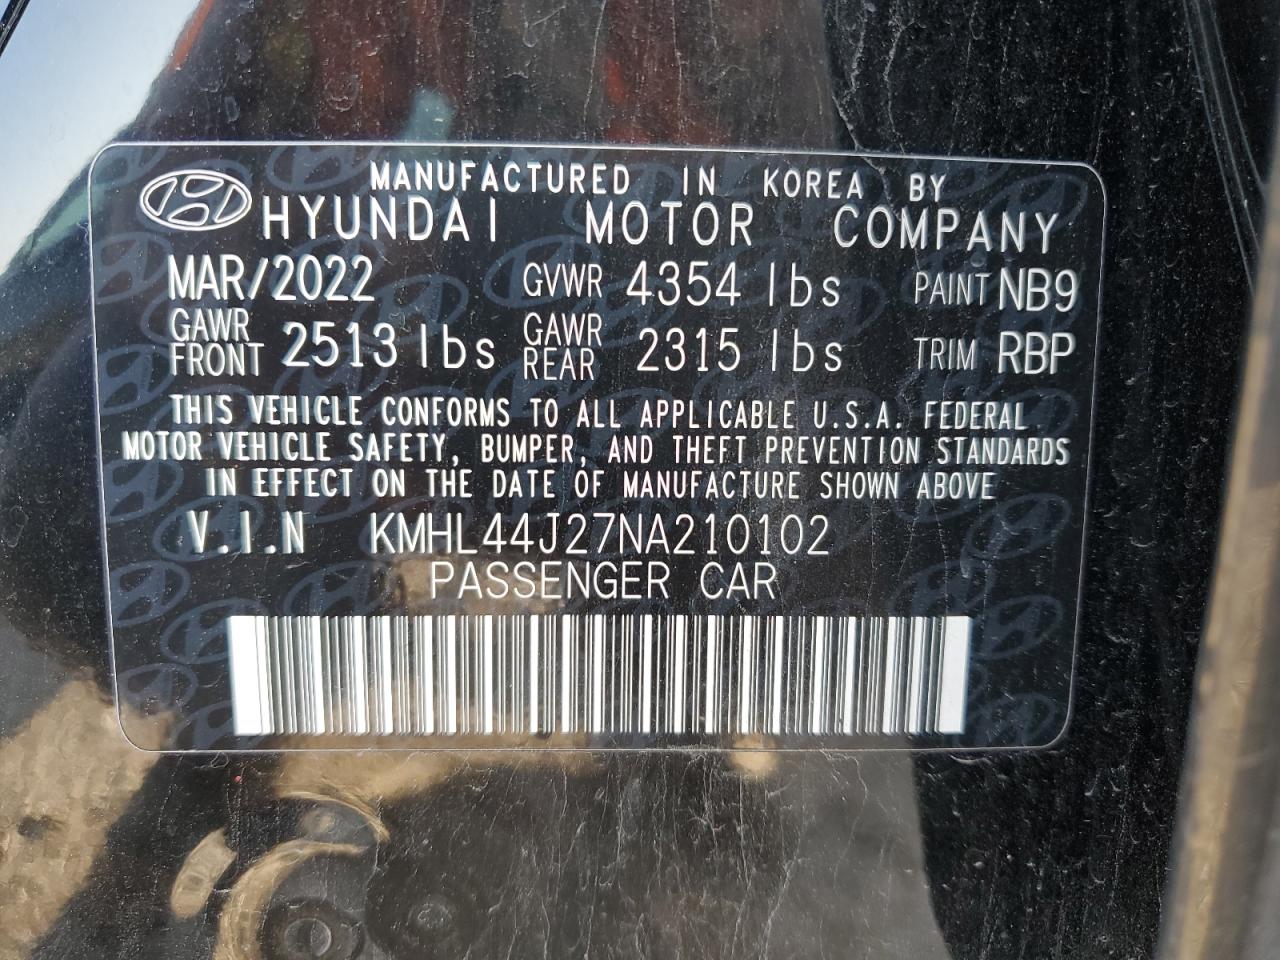 MANUFACTURED IN KOREA BY
HYUNDAI MOTOR COMPANY
MAR/2022 GVWR 4354 lbs PAINT NB9
GAWR FRONT 2513 lbs GAWR REAR 2315 lbs TRIM RBP
THIS VEHICLE CONFORMS TO ALL APPLICABLE U.S.A. FEDERAL
MOTOR VEHICLE SAFETY, BUMPER, AND THEFT PREVENTION STANDARDS
IN EFFECT ON THE DATE OF MANUFACTURE SHOWN ABOVE
V.I.N KMHL44J27NA210102
PASSENGER CAR